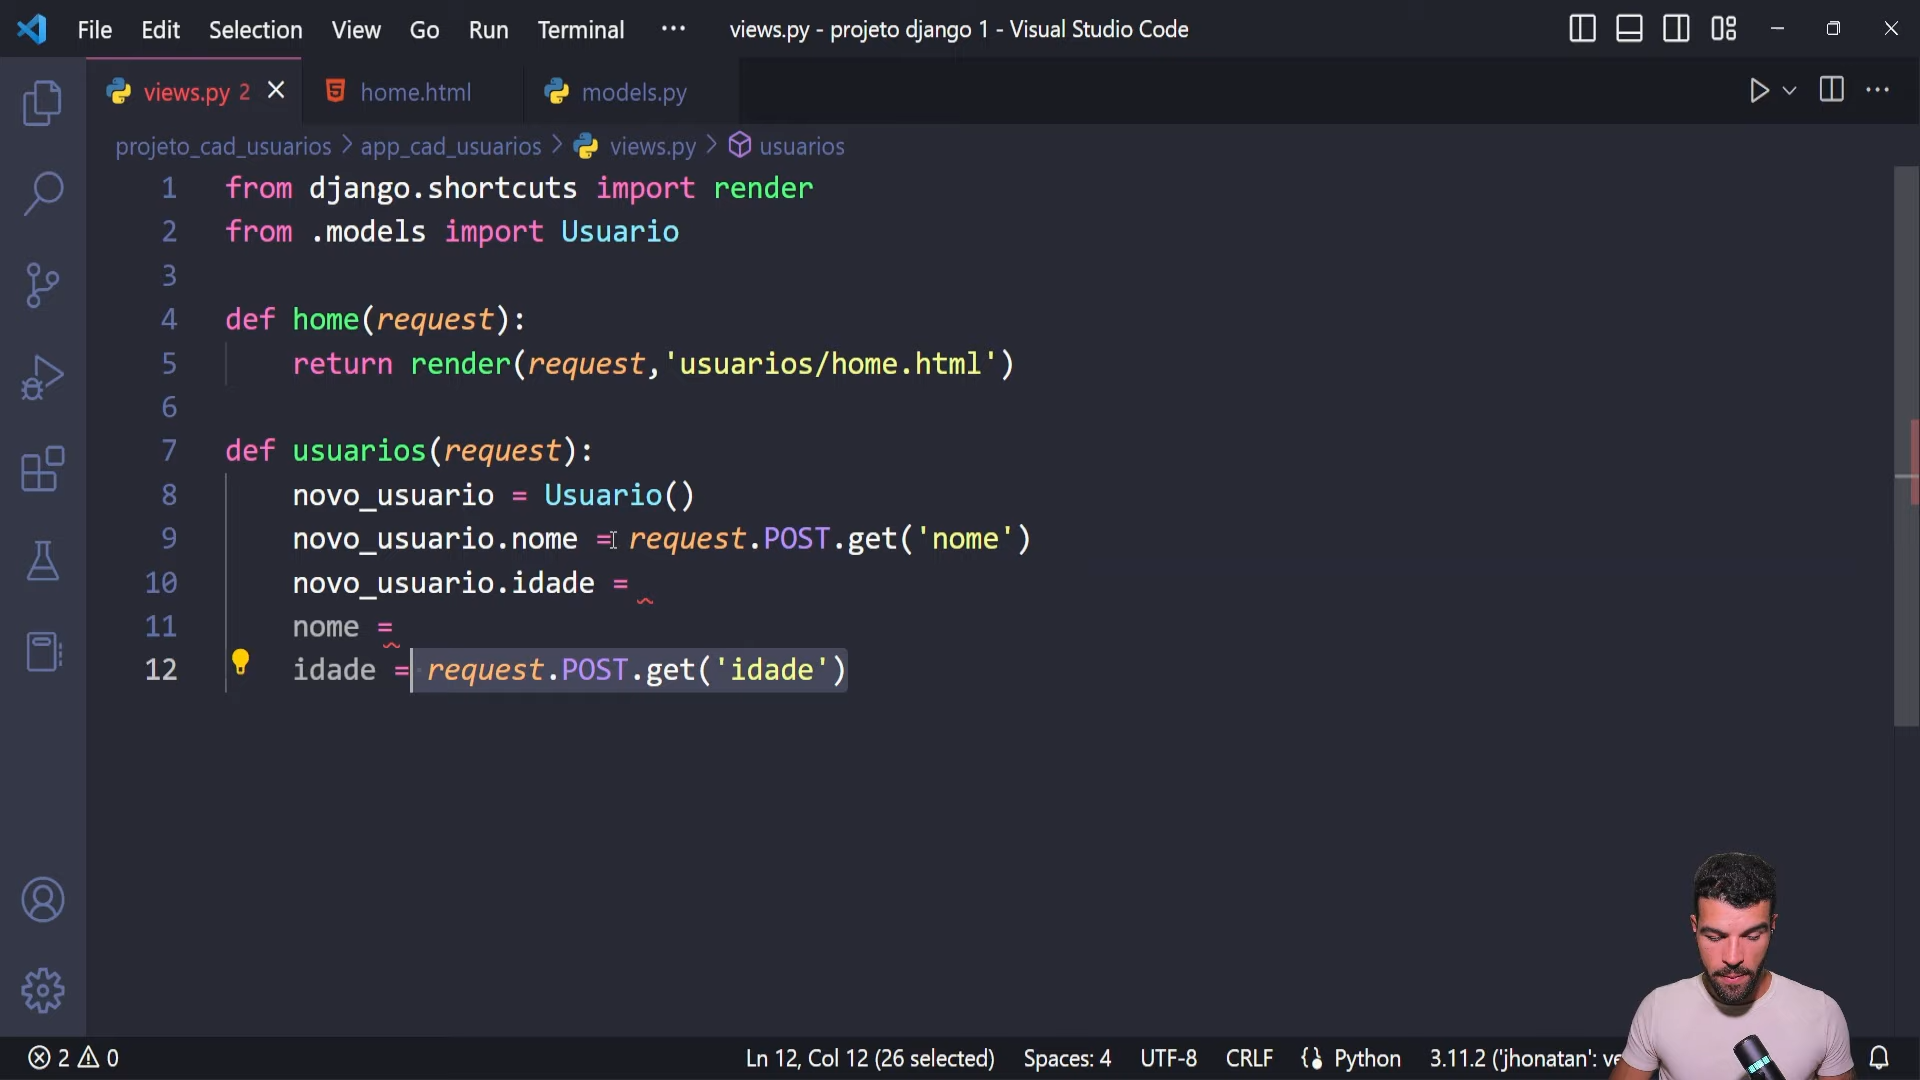 File Edit Selection View Go Run Terminal ··· views.py - projeto django 1 - Visual Studio Code
views.py 2 home.html models.py
projeto_cad_usuarios > app_cad_usuarios > views.py > usuarios
1 from django.shortcuts import render
2 from .models import Usuario
3
4 def home(request):
5 return render(request,'usuarios/home.html')
6
7 def usuarios(request):
8 novo_usuario = Usuario()
9 novo_usuario.nome = request.POST.get('nome')
10 novo_usuario.idade =
11 nome =
12 idade = request.POST.get('idade')
2 0 Ln 12, Col 12 (26 selected) Spaces: 4 UTF-8 CRLF Python 3.11.2 ('jhonatan': ve